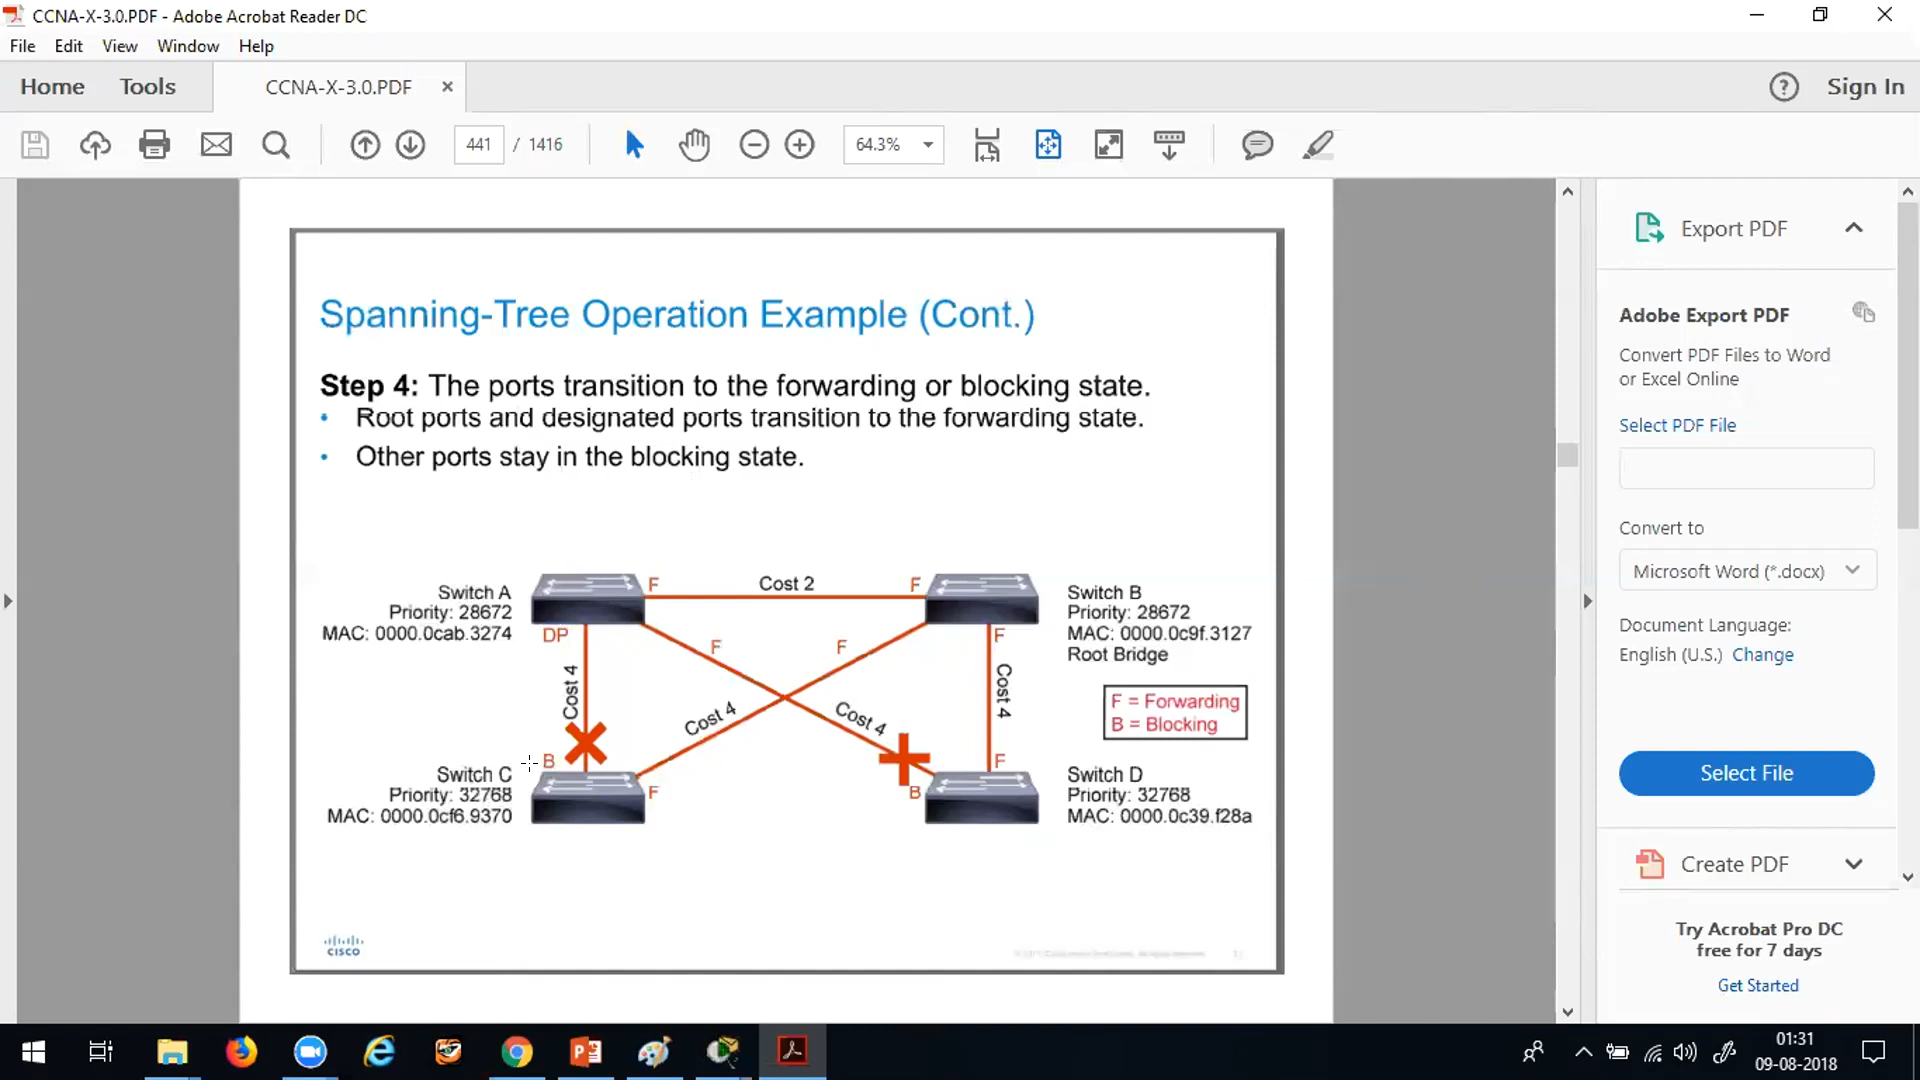 CCNA-X-3.0.PDF - Adobe Acrobat Reader DC
File Edit View Window Help
Home Tools CCNA-X-3.0.PDF × ? Sign In
441 / 1416 64.3%
Export PDF
Adobe Export PDF
Convert PDF Files to Word
or Excel Online
Select PDF File
Convert to
Microsoft Word (*.docx)
Document Language:
English (U.S.) Change
Select File
Create PDF
Try Acrobat Pro DC
free for 7 days
Get Started
Spanning-Tree Operation Example (Cont.)
Step 4: The ports transition to the forwarding or blocking state.
• Root ports and designated ports transition to the forwarding state.
• Other ports stay in the blocking state.
Switch A
Priority: 28672
MAC: 0000.0cab.3274
F Cost 2 F
Switch B
Priority: 28672
MAC: 0000.0c9f.3127
Root Bridge
DP F F F
Cost 4
Cost 4
Cost 4
Cost 4
F = Forwarding
B = Blocking
B F
Switch C
Priority: 32768
MAC: 0000.0cf6.9370
F B
Switch D
Priority: 32768
MAC: 0000.0c39.f28a
CISCO
01:31
09-08-2018